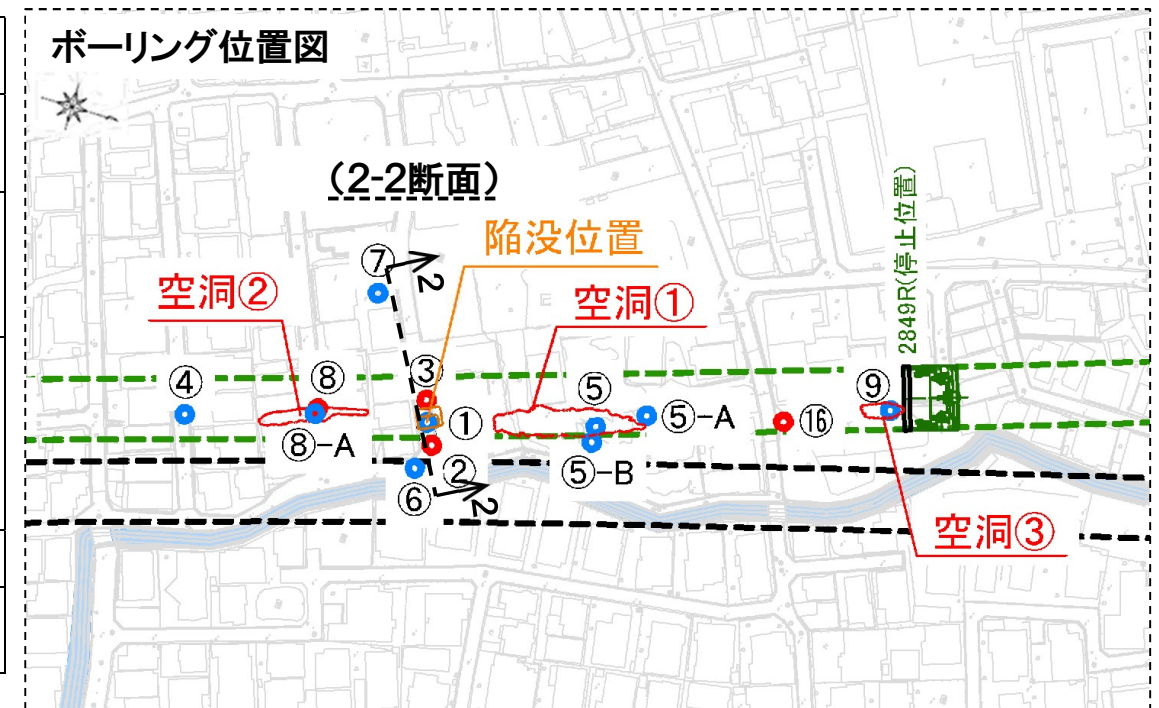 ボーリング位置図
(2-2断面)
陥没位置
⑦
2
空洞②
空洞①
2849R(停止位置)
④
⑧
③
⑤
⑨
①
⑤-A
⑯
⑧-A
②
⑤-B
⑥
2
空洞③